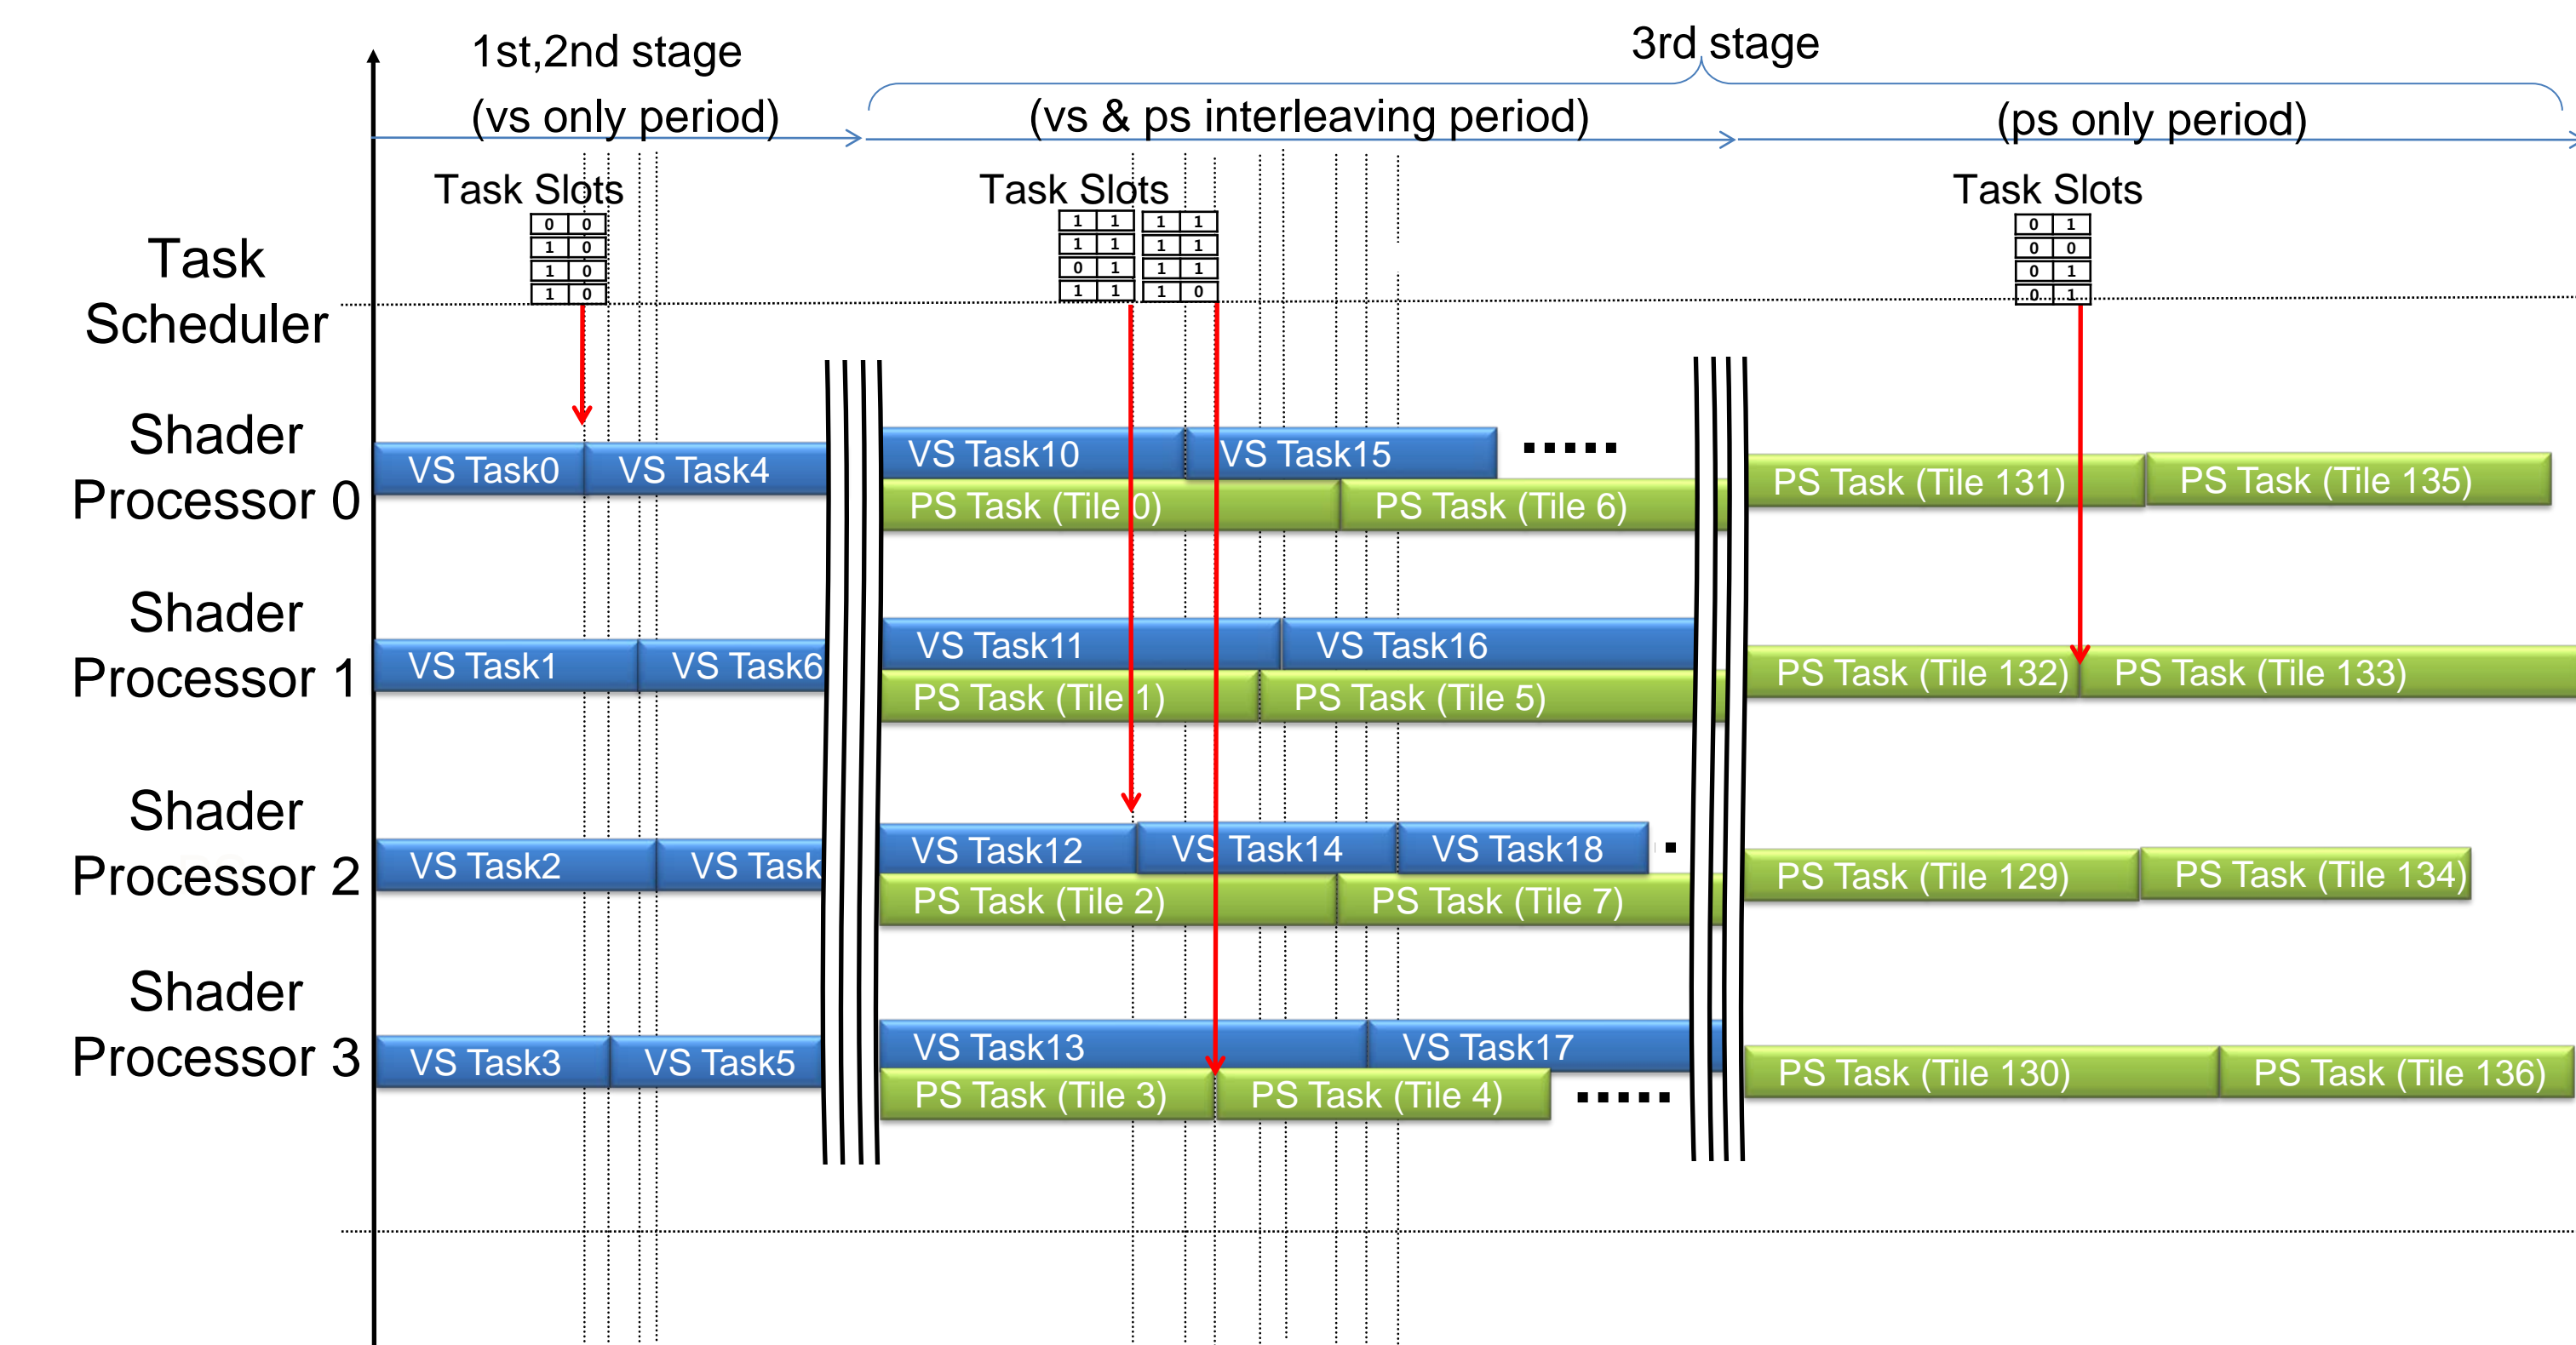 1st,2nd stage
3rd stage
(vs only period)
(vs & ps interleaving period)
(ps only period)
Task Slots
Task Slots
Task Slots
0 0
1 0
1 0
1 0
1 1
1 1
0 1
1 1
1 1
1 1
1 1
1 0
0 1
0 0
0 1
0 1
Task
Scheduler
Shader
Processor 0
VS Task0
VS Task4
VS Task10
VS Task15
.....
PS Task (Tile 0)
PS Task (Tile 6)
PS Task (Tile 131)
PS Task (Tile 135)
Shader
Processor 1
VS Task1
VS Task6
VS Task11
VS Task16
PS Task (Tile 1)
PS Task (Tile 5)
PS Task (Tile 132)
PS Task (Tile 133)
Shader
Processor 2
VS Task2
VS Task
VS Task12
VS Task14
VS Task18
.
PS Task (Tile 2)
PS Task (Tile 7)
PS Task (Tile 129)
PS Task (Tile 134)
Shader
Processor 3
VS Task3
VS Task5
VS Task13
VS Task17
PS Task (Tile 3)
PS Task (Tile 4)
.....
PS Task (Tile 130)
PS Task (Tile 136)